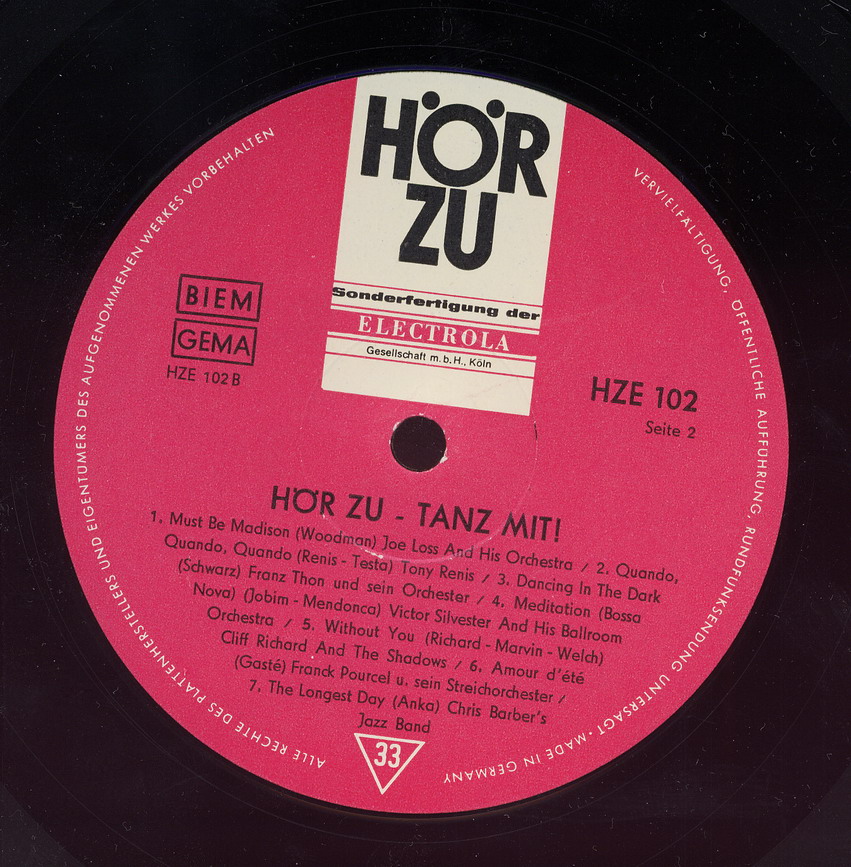 HÖR
ZU
Sonderfertigung der
ELECTROLA
Gesellschaft m.b.H., Köln
BIEM
GEMA
HZE 102 B
HZE 102
Seite 2
HÖR ZU - TANZ MIT!
1. Must Be Madison (Woodman) Joe Loss And His Orchestra / 2. Quando,
Quando, Quando (Renis - Testa) Tony Renis / 3. Dancing In The Dark
(Schwarz) Franz Thon und sein Orchester / 4. Meditation (Bossa
Nova) (Jobim - Mendonca) Victor Silvester And His Ballroom
Orchestra / 5. Without You (Richard - Marvin - Welch)
Cliff Richard And The Shadows / 6. Amour d'été
(Gasté) Franck Pourcel u. sein Streichorchester /
7. The Longest Day (Anka) Chris Barber's
Jazz Band
33
ALLE RECHTE DES PLATTENHERSTELLERS UND EIGENTÜMERS DES AUFGENOMMENEN WERKES VORBEHALTEN
VERVIELFÄLTIGUNG, ÖFFENTLICHE AUFFÜHRUNG, RUNDFUNKSENDUNG UNTERSAGT · MADE IN GERMANY